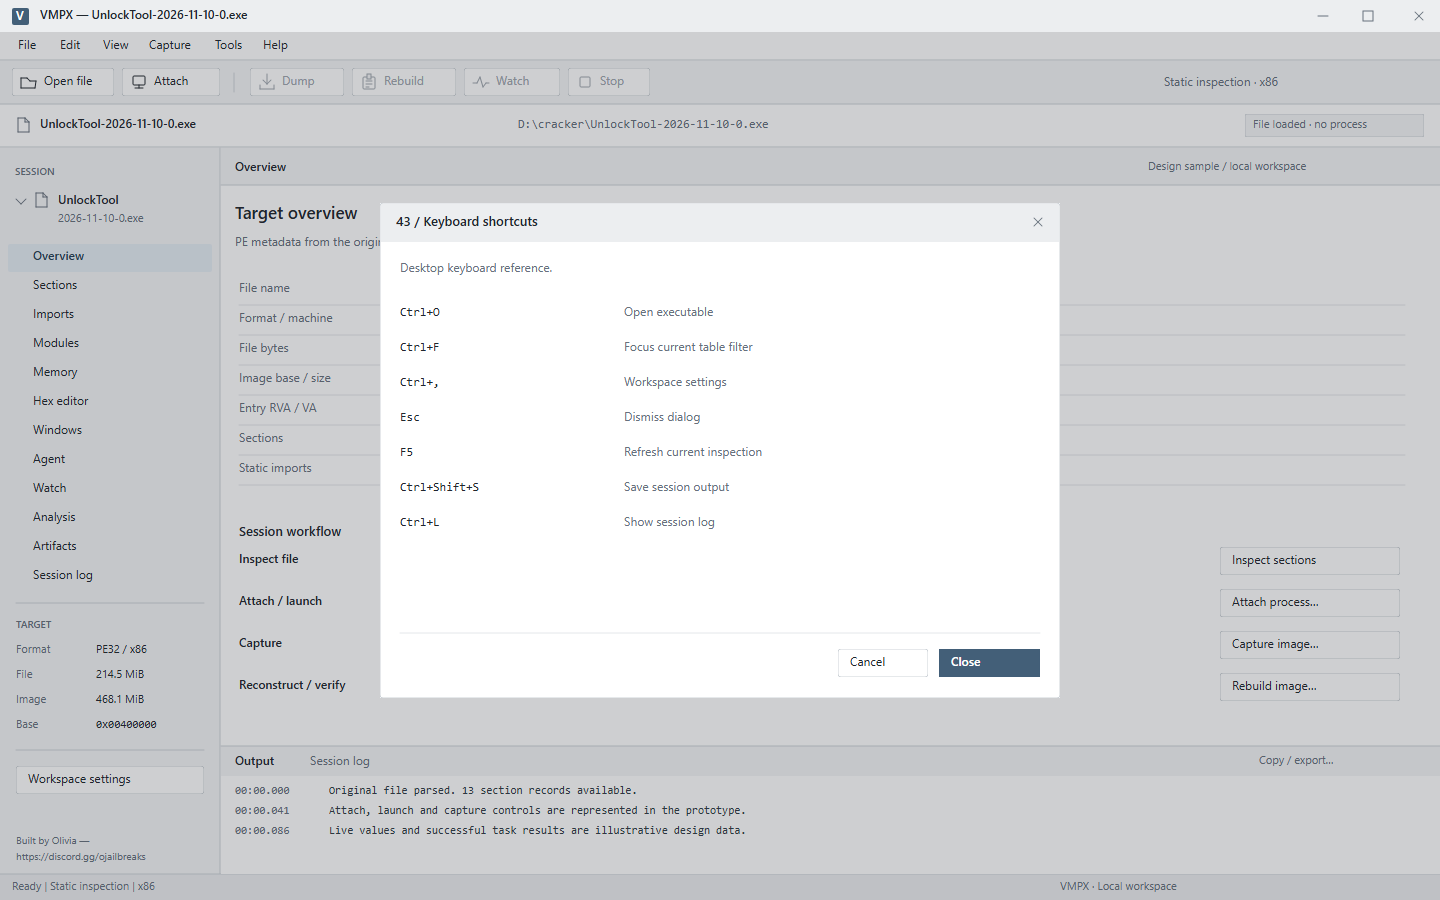 V VMPX — UnlockTool-2026-11-10-0.exe
File Edit View Capture Tools Help
Open file Attach Dump Rebuild Watch Stop Static inspection · x86
UnlockTool-2026-11-10-0.exe D:\cracker\UnlockTool-2026-11-10-0.exe File loaded · no process
SESSION
UnlockTool
2026-11-10-0.exe
Overview
Sections
Imports
Modules
Memory
Hex editor
Windows
Agent
Watch
Analysis
Artifacts
Session log
TARGET
Format PE32 / x86
File 214.5 MiB
Image 468.1 MiB
Base 0x00400000
Workspace settings
Built by Olivia —
https://discord.gg/ojailbreaks
Overview Design sample / local workspace
Target overview
PE metadata from the origin
File name
Format / machine
File bytes
Image base / size
Entry RVA / VA
Sections
Static imports
Session workflow
Inspect file Inspect sections
Attach / launch Attach process...
Capture Capture image...
Reconstruct / verify Rebuild image...
43 / Keyboard shortcuts
Desktop keyboard reference.
Ctrl+O Open executable
Ctrl+F Focus current table filter
Ctrl+, Workspace settings
Esc Dismiss dialog
F5 Refresh current inspection
Ctrl+Shift+S Save session output
Ctrl+L Show session log
Cancel Close
Output Session log Copy / export...
00:00.000 Original file parsed. 13 section records available.
00:00.041 Attach, launch and capture controls are represented in the prototype.
00:00.086 Live values and successful task results are illustrative design data.
Ready | Static inspection | x86 VMPX · Local workspace